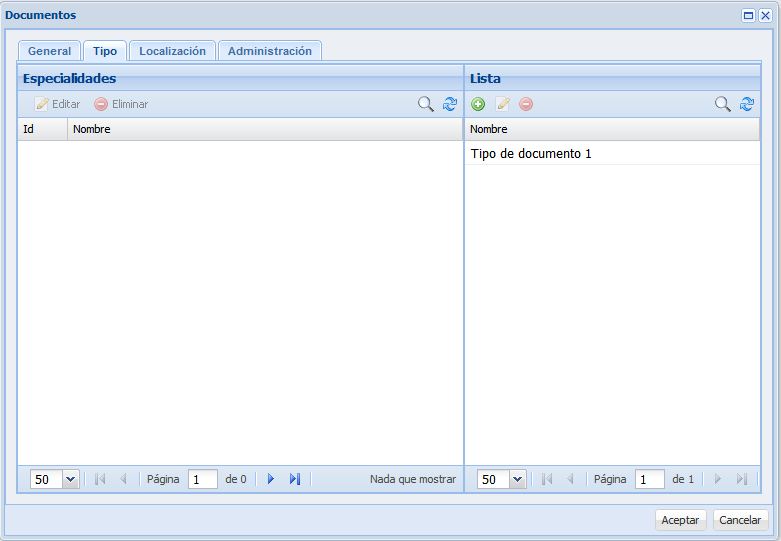 Documentos
General Tipo Localización Administración
Especialidades
Editar Eliminar
Id Nombre
50 Página 1 de 0 Nada que mostrar
Lista
Nombre
Tipo de documento 1
50 Página 1 de 1
Aceptar Cancelar